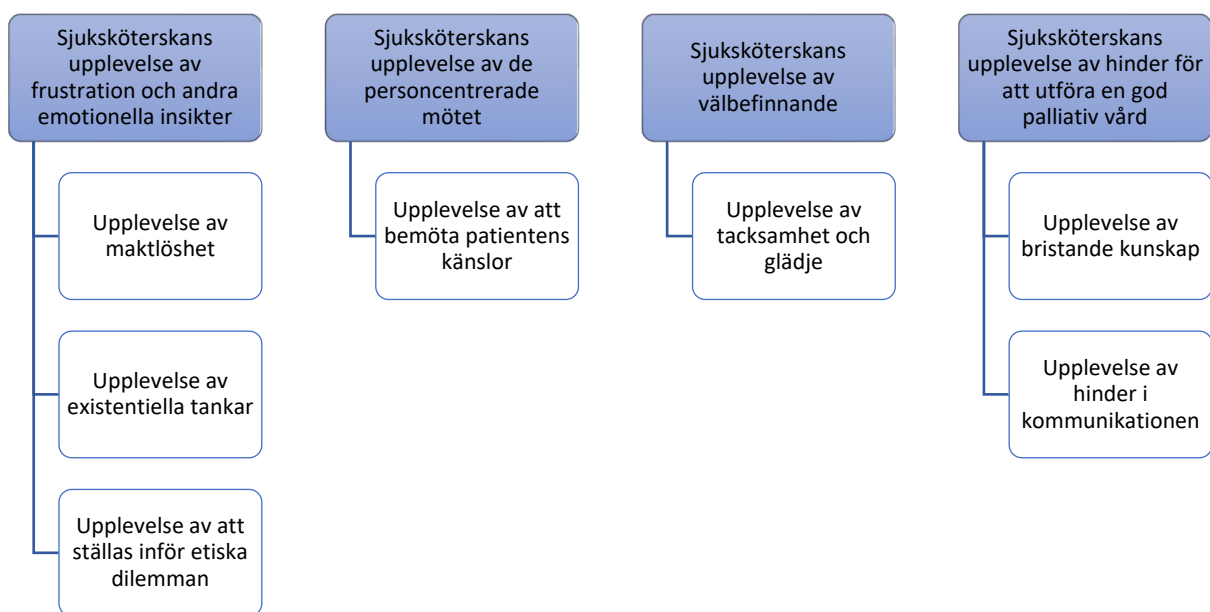 Sjuksköterskans
upplevelse av
frustration och andra
emotionella insikter
Upplevelse av
maktlöshet
Upplevelse av
existentiella tankar
Upplevelse av att
ställas inför etiska
dilemman
Sjuksköterskans
upplevelse av de
personcentrerade
mötet
Upplevelse av att
bemöta patientens
känslor
Sjuksköterskans
upplevelse av
välbefinnande
Upplevelse av
tacksamhet och
glädje
Sjuksköterskans
upplevelse av hinder för
att utföra en god
palliativ vård
Upplevelse av
bristande kunskap
Upplevelse av
hinder i
kommunikationen